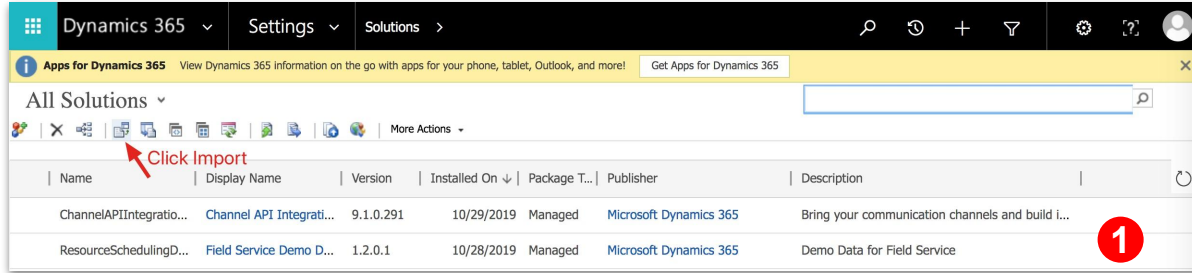 Dynamics 365 Settings Solutions >
Apps for Dynamics 365 View Dynamics 365 information on the go with apps for your phone, tablet, Outlook, and more! Get Apps for Dynamics 365
All Solutions
More Actions
Click Import
Name Display Name Version Installed On ↓ Package T... Publisher Description
ChannelAPIIntegratio... Channel API Integrati... 9.1.0.291 10/29/2019 Managed Microsoft Dynamics 365 Bring your communication channels and build i...
ResourceSchedulingD... Field Service Demo D... 1.2.0.1 10/28/2019 Managed Microsoft Dynamics 365 Demo Data for Field Service
1